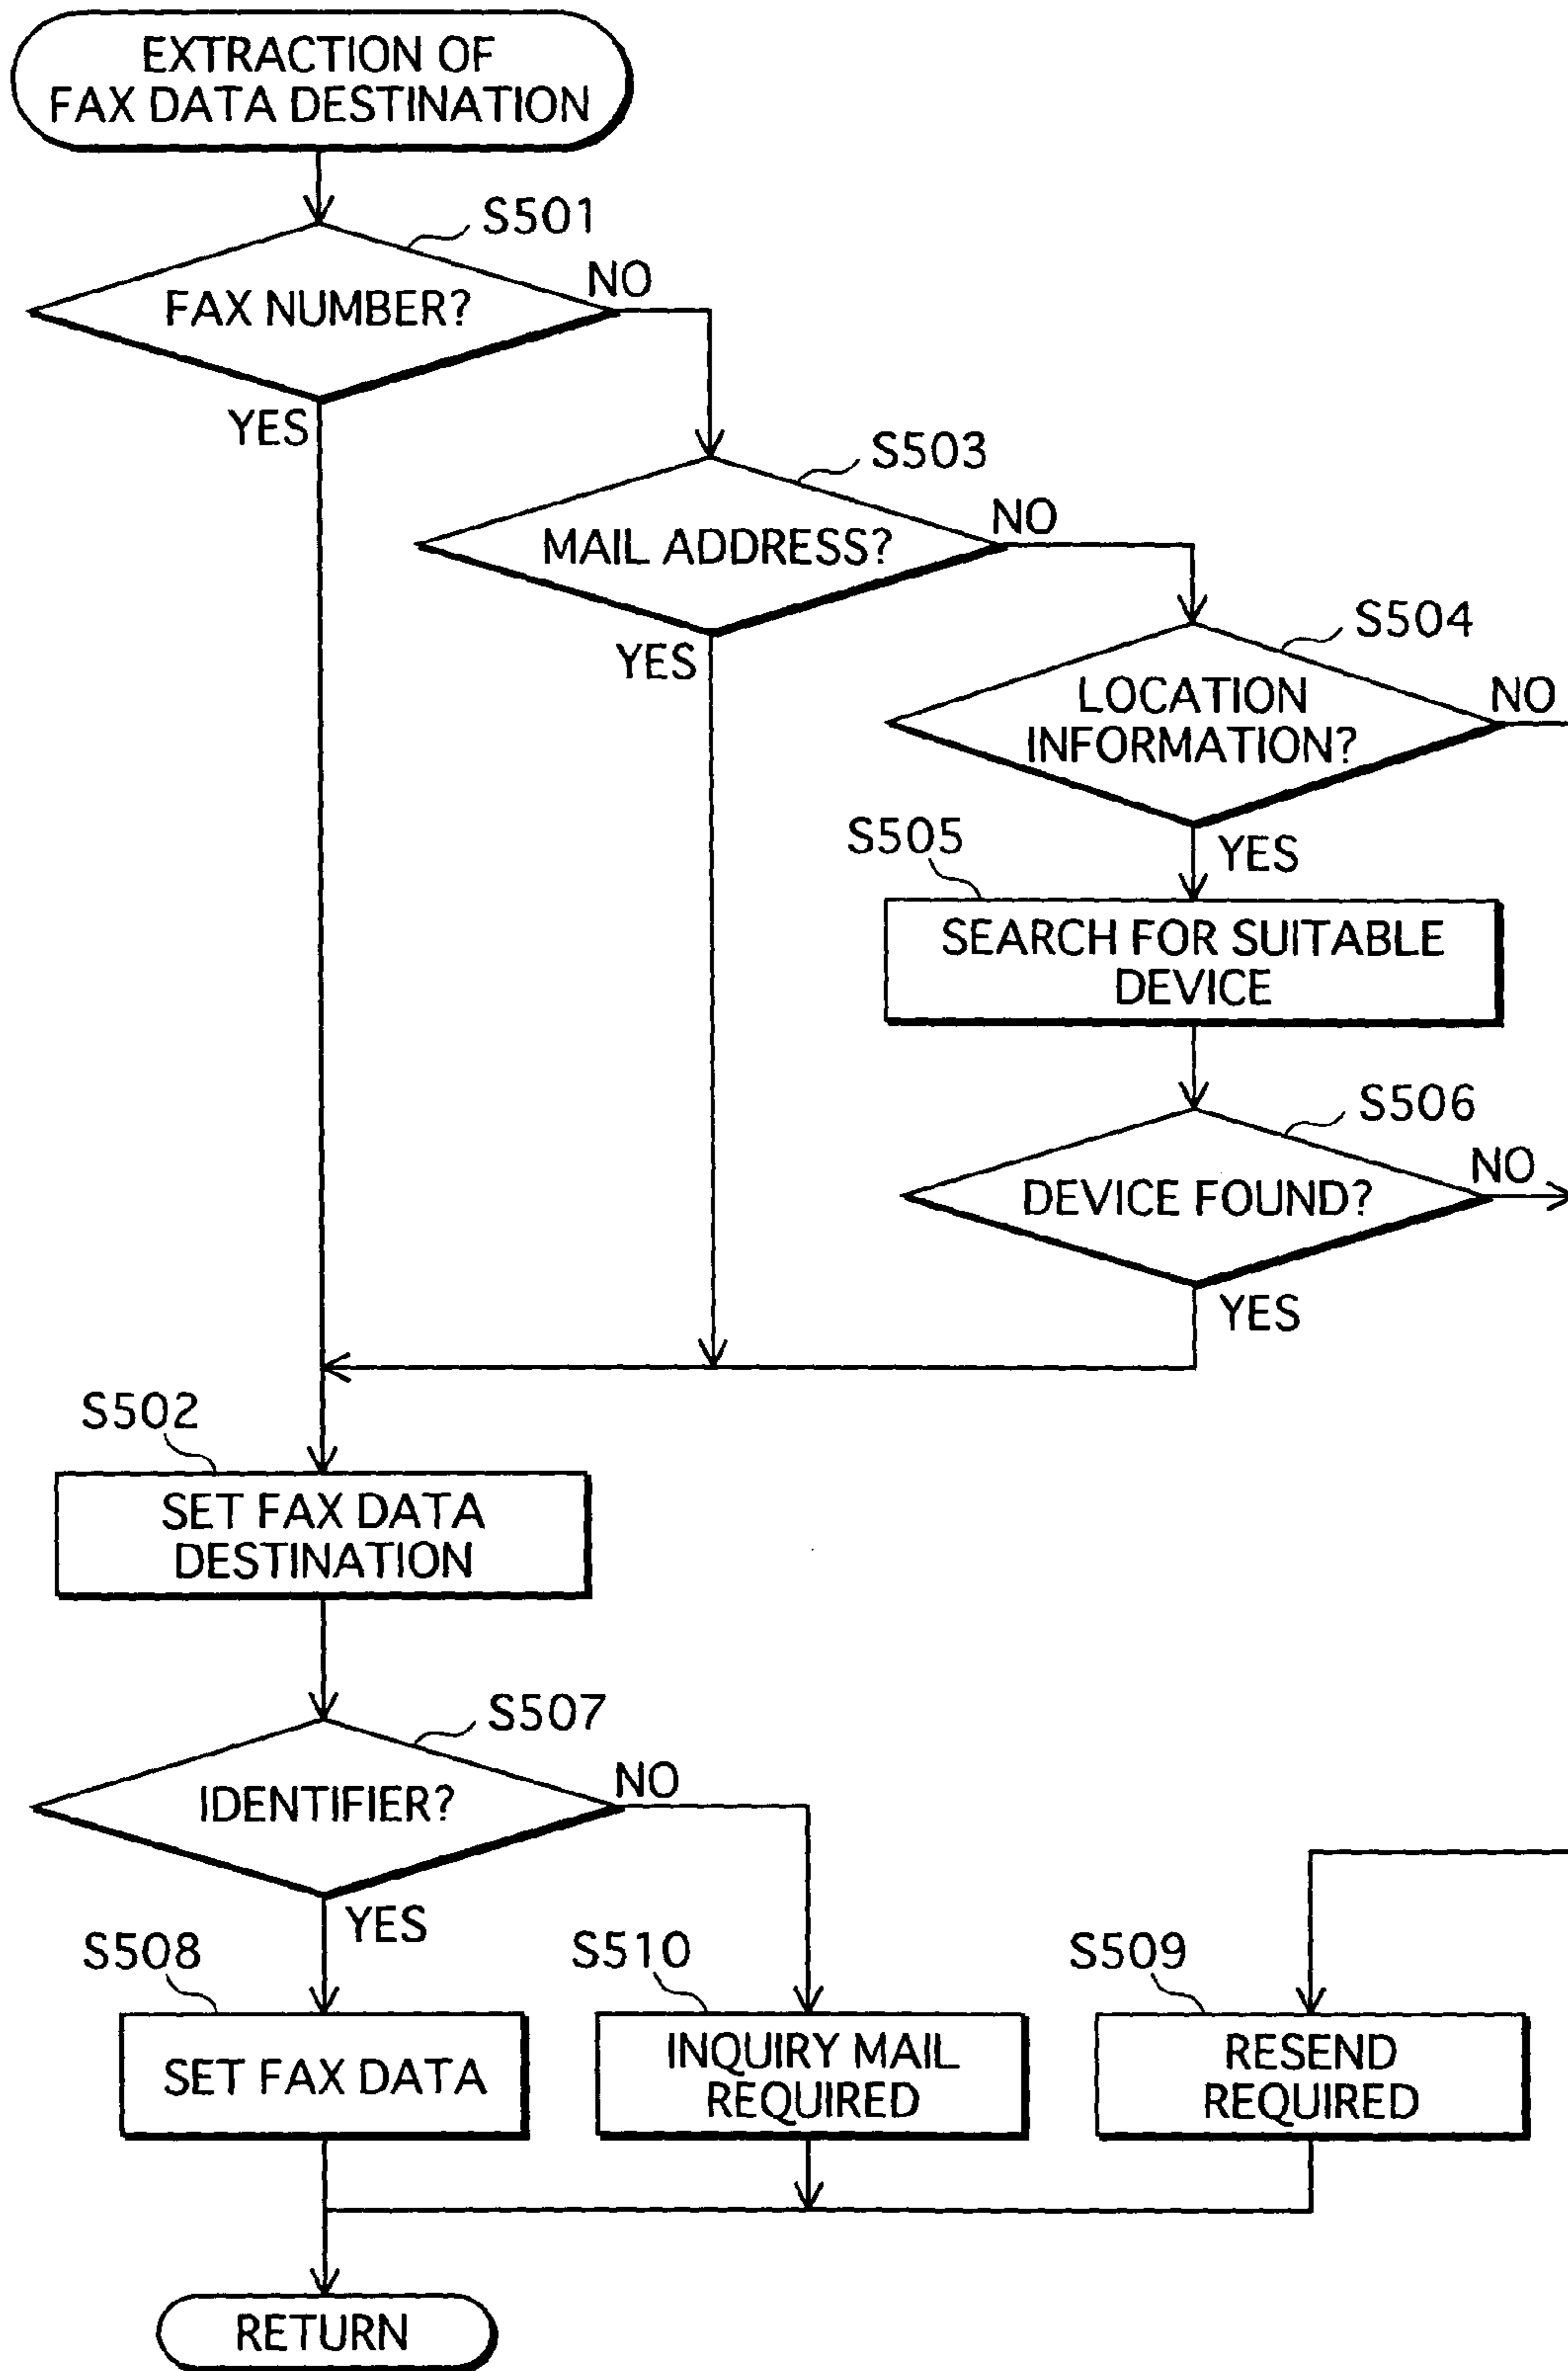 EXTRACTION OF
FAX DATA DESTINATION
S501
FAX NUMBER?
NO
YES
S503
MAIL ADDRESS?
NO
YES
S504
LOCATION
INFORMATION?
NO
YES
S505
SEARCH FOR SUITABLE
DEVICE
S506
DEVICE FOUND?
NO
YES
S502
SET FAX DATA
DESTINATION
S507
IDENTIFIER?
NO
YES
S508
SET FAX DATA
S510
INQUIRY MAIL
REQUIRED
S509
RESEND
REQUIRED
RETURN